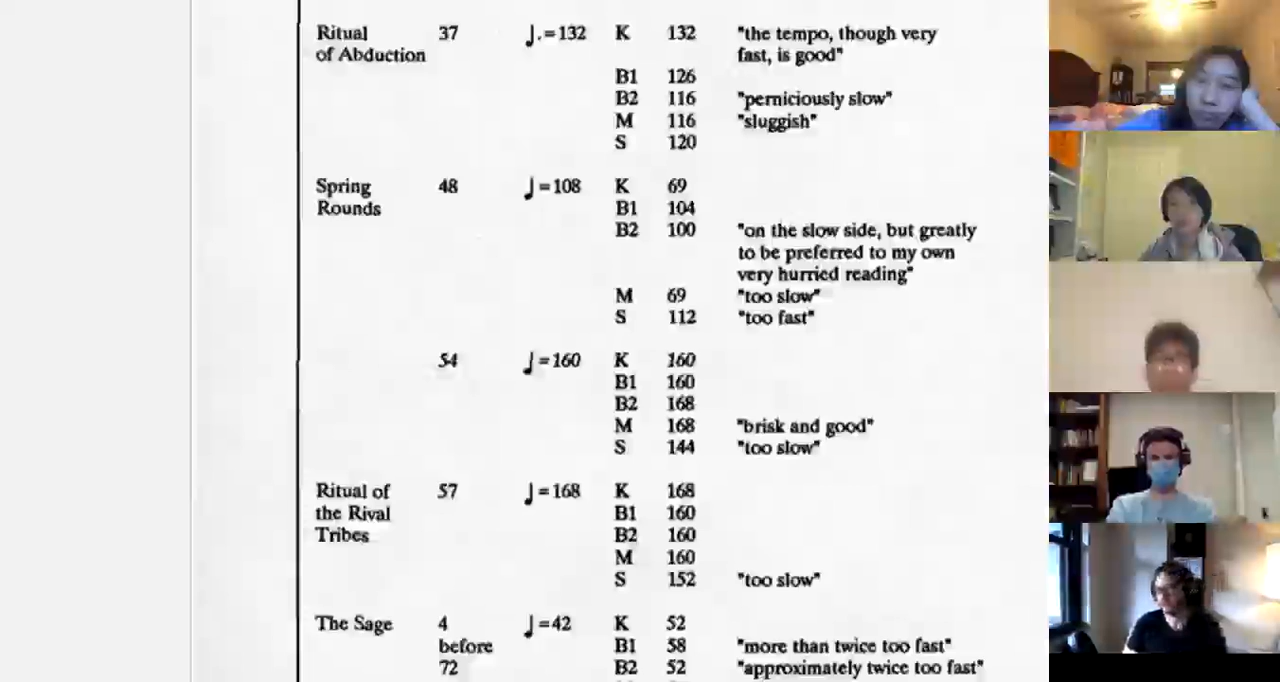 Ritual 37 ♩.=132 K 132 "the tempo, though very
of Abduction fast, is good"
B1 126
B2 116 "perniciously slow"
M 116 "sluggish"
S 120
Spring 48 ♩=108 K 69
Rounds B1 104
B2 100 "on the slow side, but greatly
to be preferred to my own
very hurried reading"
M 69 "too slow"
S 112 "too fast"
54 ♩=160 K 160
B1 160
B2 168
M 168 "brisk and good"
S 144 "too slow"
Ritual of 57 ♩=168 K 168
the Rival B1 160
Tribes B2 160
M 160
S 152 "too slow"
The Sage 4 ♩=42 K 52
before B1 58 "more than twice too fast"
72 B2 52 "approximately twice too fast"